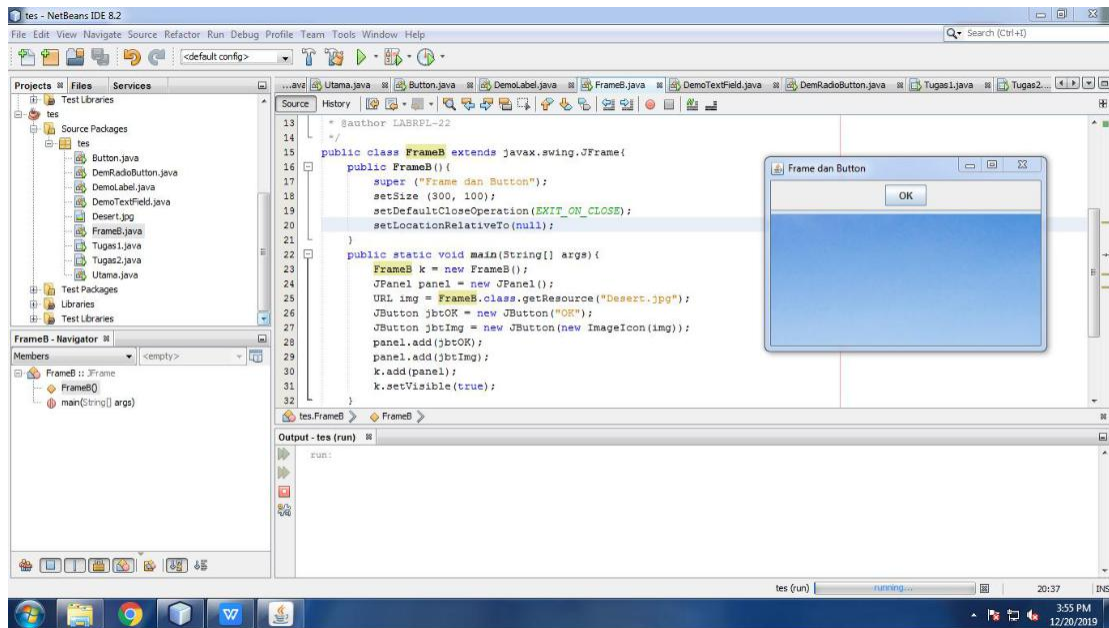 tes - NetBeans IDE 8.2
File Edit View Navigate Source Refactor Run Debug Profile Team Tools Window Help
Search (Ctrl+I)
<default config>
Projects Files Services
Test Libraries
tes
Source Packages
tes
Button.java
DemRadioButton.java
DemoLabel.java
DemoTextField.java
Desert.jpg
FrameB.java
Tugas1.java
Tugas2.java
Utama.java
Test Packages
Libraries
Test Libraries
FrameB - Navigator
Members <empty>
FrameB :: JFrame
FrameB()
main(String[] args)
...ava Utama.java Button.java DemoLabel.java FrameB.java DemoTextField.java DemRadioButton.java Tugas1.java Tugas2....
Source History
13 * @author LABRPL-22
14 */
15 public class FrameB extends javax.swing.JFrame{
16 public FrameB(){
17 super ("Frame dan Button");
18 setSize (300, 100);
19 setDefaultCloseOperation(EXIT_ON_CLOSE);
20 setLocationRelativeTo(null);
21 }
22 public static void main(String[] args){
23 FrameB k = new FrameB();
24 JPanel panel = new JPanel();
25 URL img = FrameB.class.getResource("Desert.jpg");
26 JButton jbtOK = new JButton("OK");
27 JButton jbtImg = new JButton(new ImageIcon(img));
28 panel.add(jbtOK);
29 panel.add(jbtImg);
30 k.add(panel);
31 k.setVisible(true);
32 }
Frame dan Button
OK
tes.FrameB FrameB
Output - tes (run)
run:
tes (run) running... 20:37 INS
3:55 PM
12/20/2019